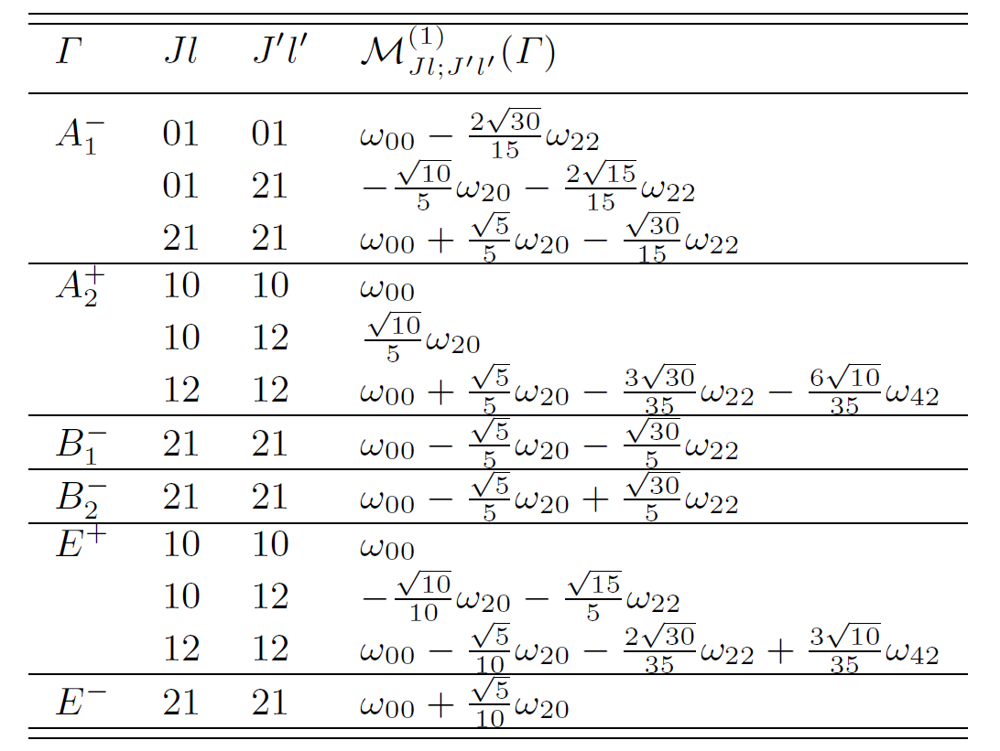 Γ Jl J′l′ $\mathcal{M}^{(1)}_{Jl;J'l'}(\Gamma)$
$A_1^-$ 01 01 $\omega_{00} - \frac{2\sqrt{30}}{15}\omega_{22}$
01 21 $-\frac{\sqrt{10}}{5}\omega_{20} - \frac{2\sqrt{15}}{15}\omega_{22}$
21 21 $\omega_{00} + \frac{\sqrt{5}}{5}\omega_{20} - \frac{\sqrt{30}}{15}\omega_{22}$
$A_2^+$ 10 10 $\omega_{00}$
10 12 $\frac{\sqrt{10}}{5}\omega_{20}$
12 12 $\omega_{00} + \frac{\sqrt{5}}{5}\omega_{20} - \frac{3\sqrt{30}}{35}\omega_{22} - \frac{6\sqrt{10}}{35}\omega_{42}$
$B_1^-$ 21 21 $\omega_{00} - \frac{\sqrt{5}}{5}\omega_{20} - \frac{\sqrt{30}}{5}\omega_{22}$
$B_2^-$ 21 21 $\omega_{00} - \frac{\sqrt{5}}{5}\omega_{20} + \frac{\sqrt{30}}{5}\omega_{22}$
$E^+$ 10 10 $\omega_{00}$
10 12 $-\frac{\sqrt{10}}{10}\omega_{20} - \frac{\sqrt{15}}{5}\omega_{22}$
12 12 $\omega_{00} - \frac{\sqrt{5}}{10}\omega_{20} - \frac{2\sqrt{30}}{35}\omega_{22} + \frac{3\sqrt{10}}{35}\omega_{42}$
$E^-$ 21 21 $\omega_{00} + \frac{\sqrt{5}}{10}\omega_{20}$